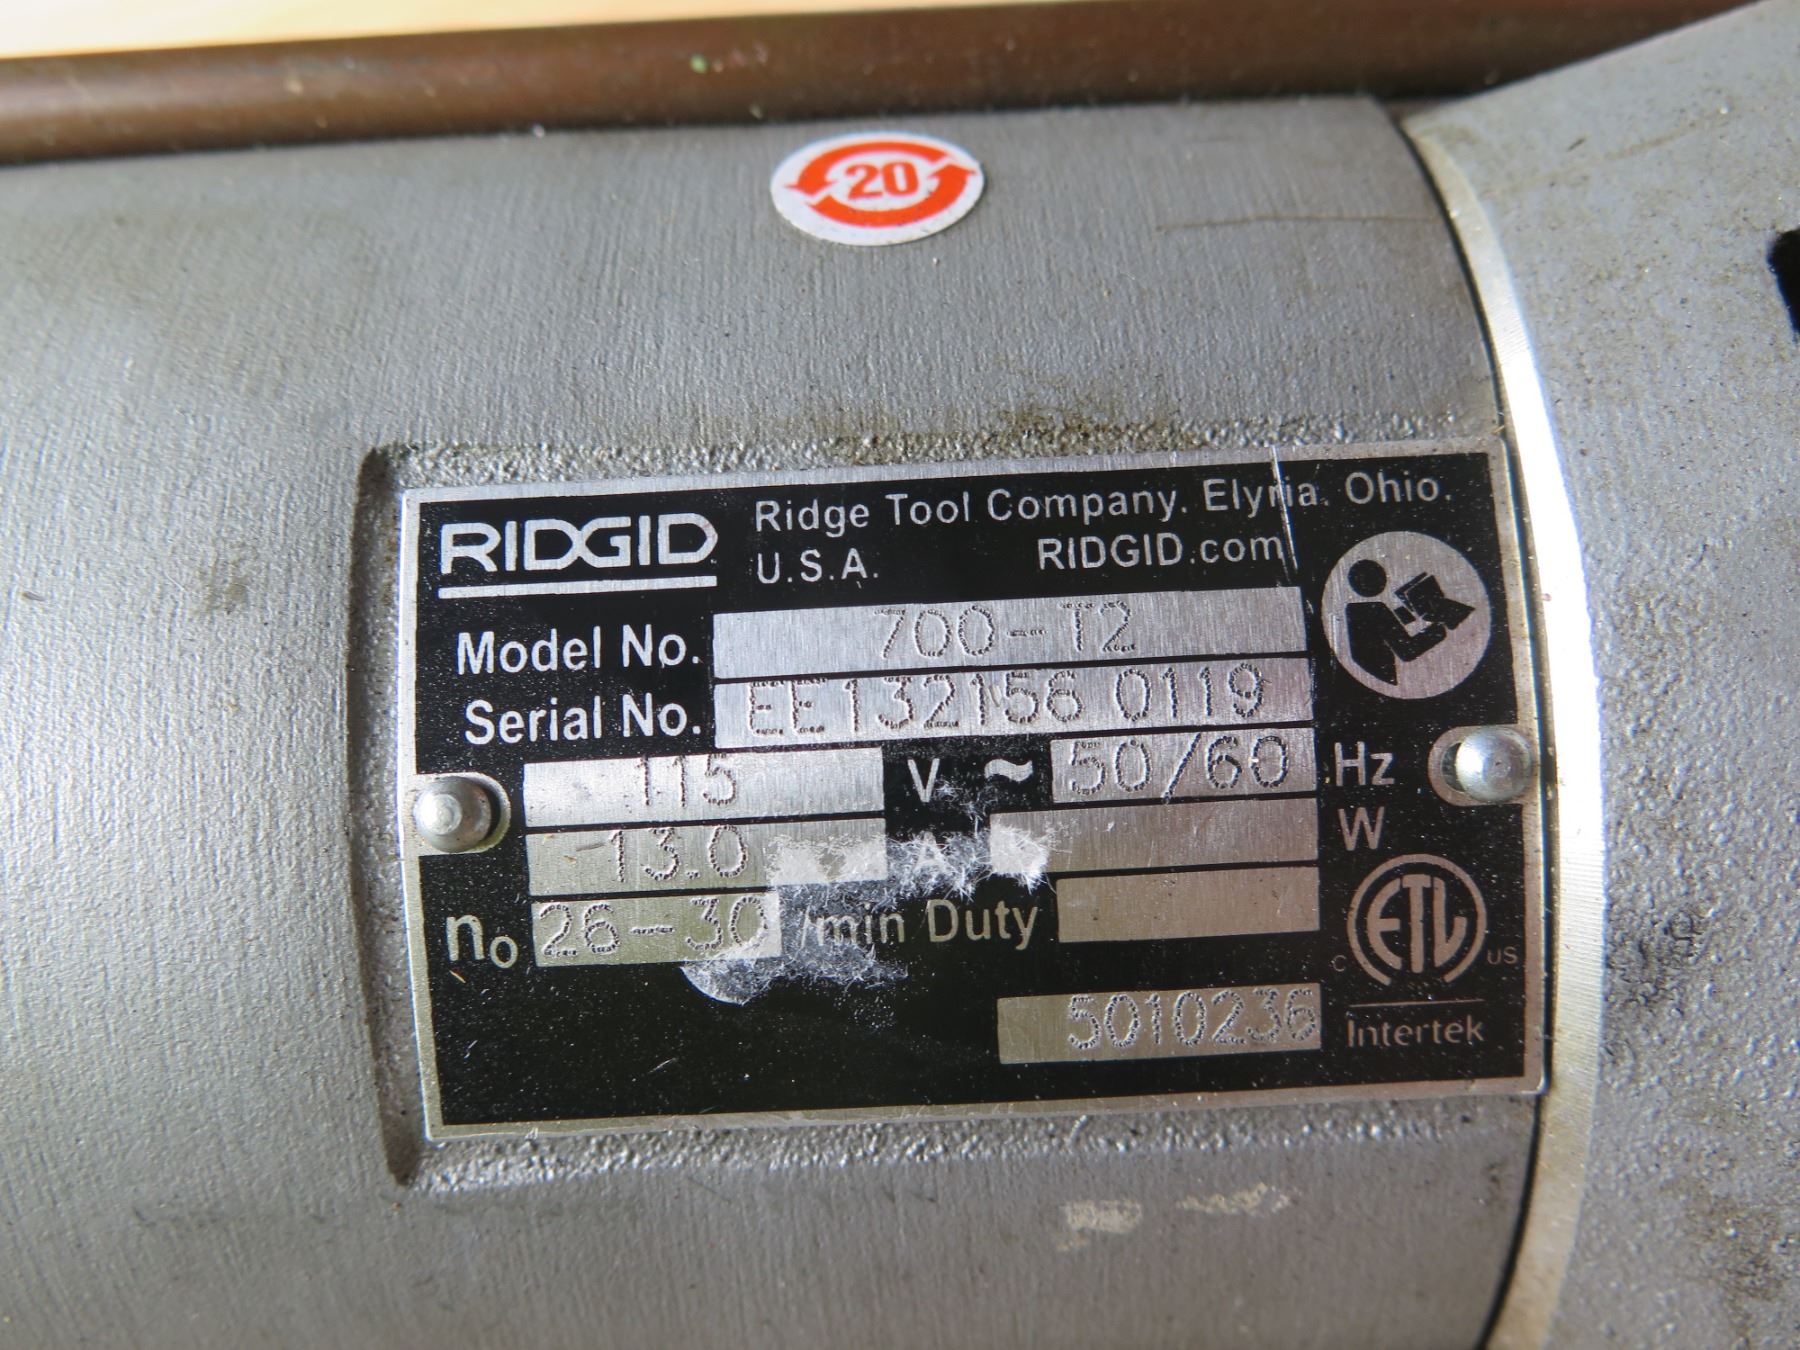 20
RIDGID
Ridge Tool Company. Elyria. Ohio.
U.S.A. RIDGID.com
Model No. 700-T2
Serial No. EE132156 0119
115 V ~ 50/60 Hz
13.0 A W
no 26-30 /min Duty
5010236
C ETL US
Intertek